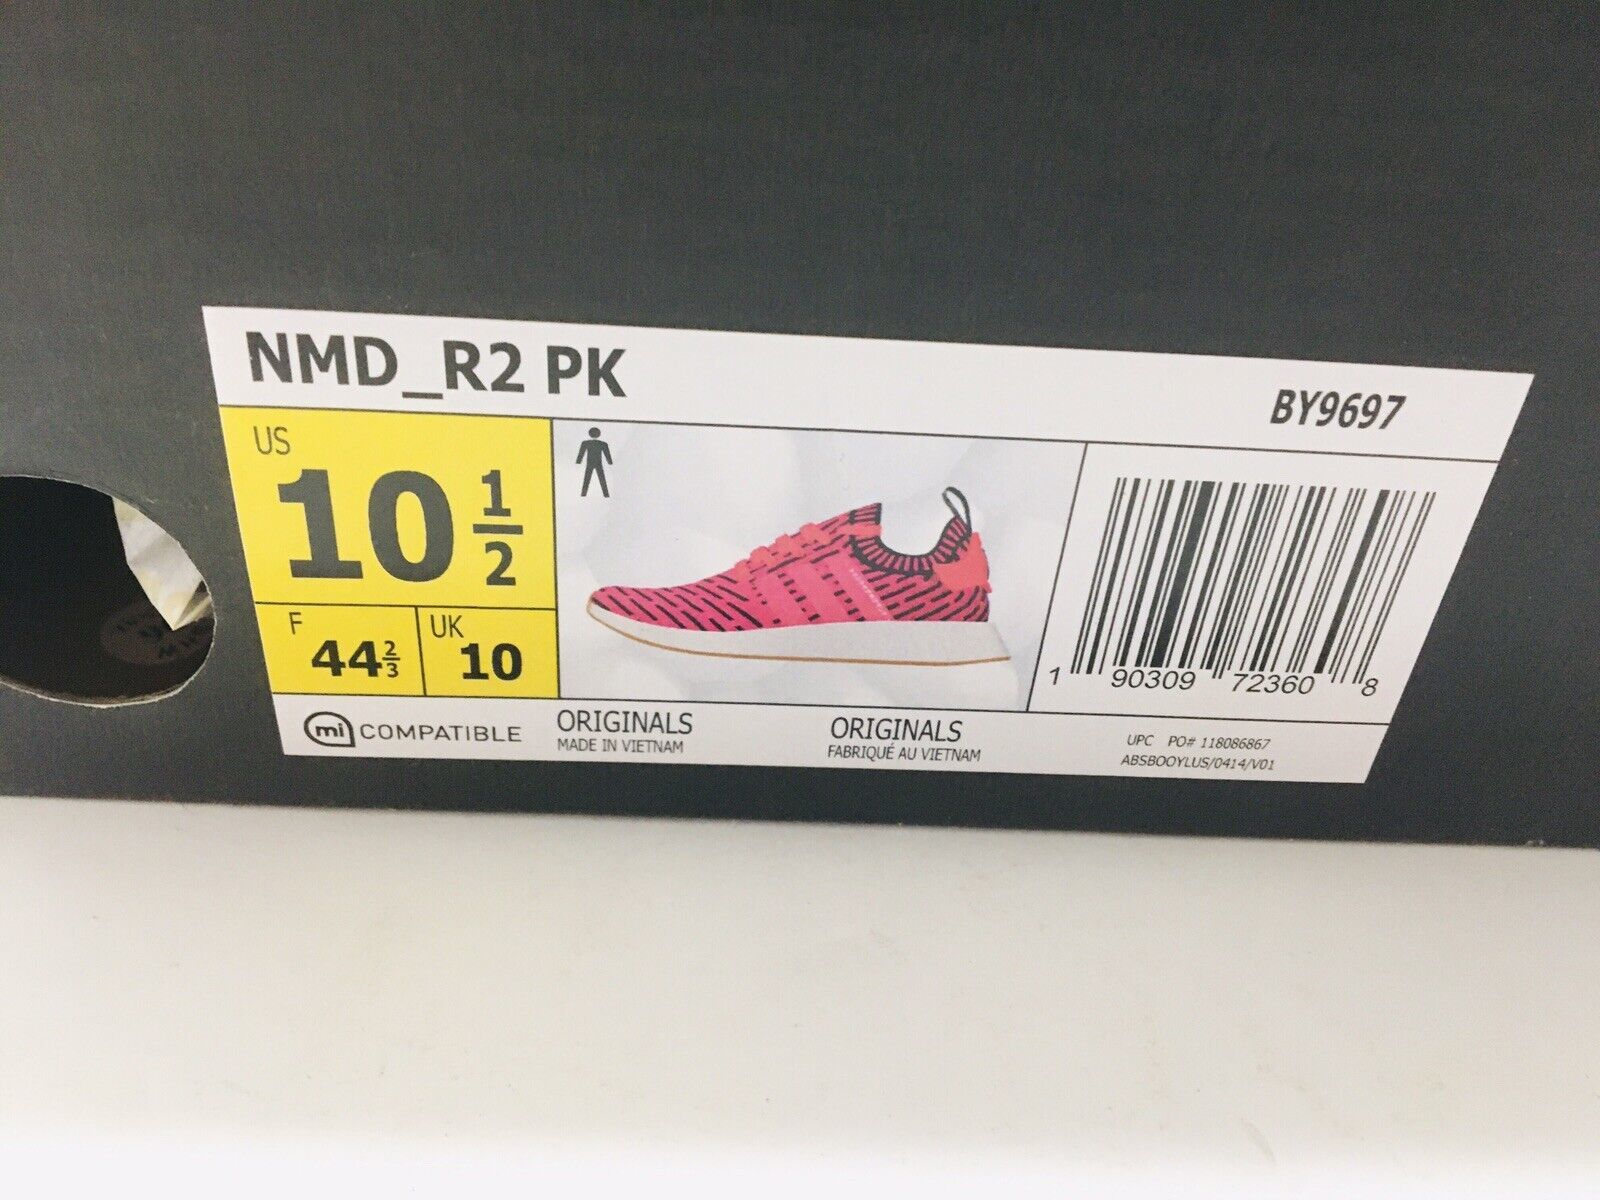 NMD_R2 PK
BY9697
US
10 1/2
F
44 2/3
UK
10
1 90309 72360 8
mi COMPATIBLE
ORIGINALS
MADE IN VIETNAM
ORIGINALS
FABRIQUÉ AU VIETNAM
UPC PO# 118086867
ABSBOOYLUS/0414/V01